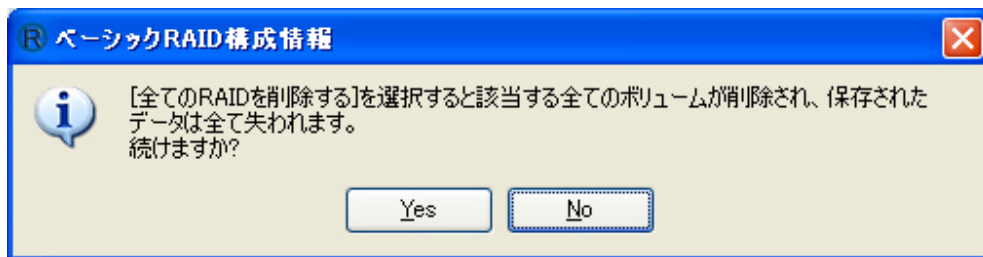 R ベーシックRAID構成情報
[全てのRAIDを削除する]を選択すると該当する全てのボリュームが削除され、保存された
データは全て失われます。
続けますか?
Yes No